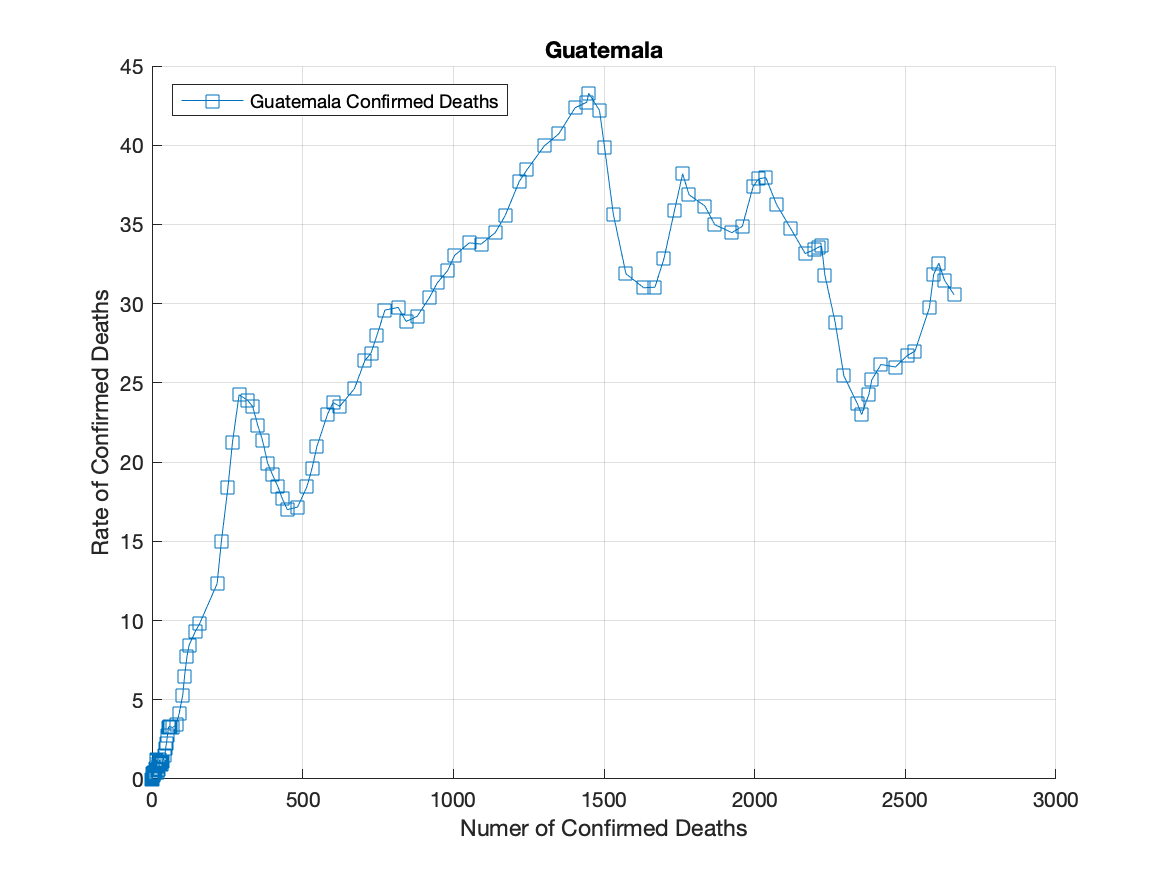 Guatemala
Guatemala Confirmed Deaths
45
40
35
30
25
20
15
10
5
0
Rate of Confirmed Deaths
0 500 1000 1500 2000 2500 3000
Numer of Confirmed Deaths